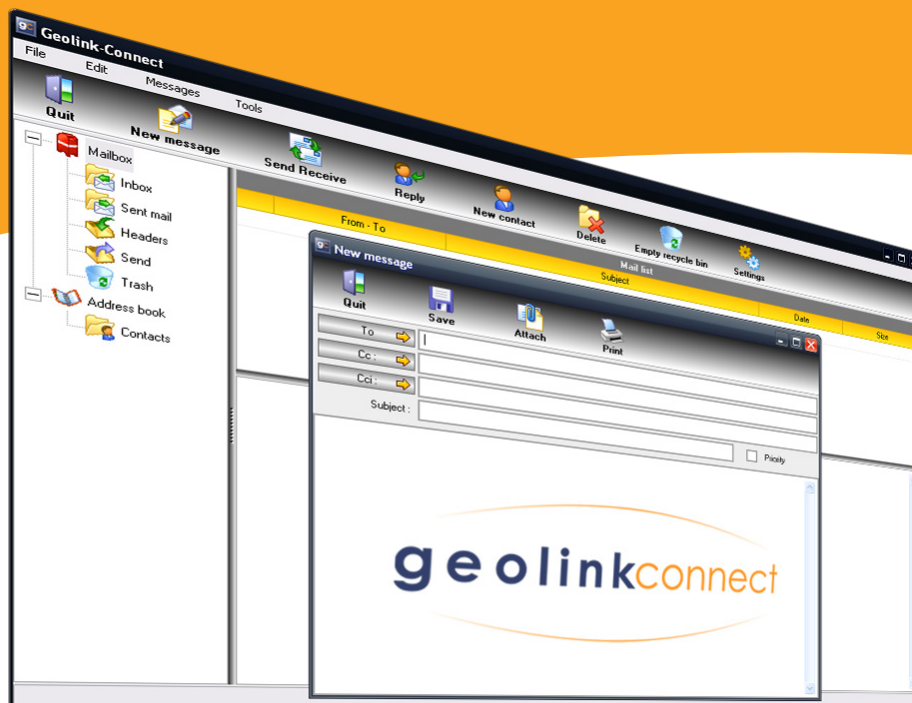 Geolink-Connect
File Edit Messages Tools
Quit New message Send Receive Reply New contact Delete Empty recycle bin Settings
Mailbox
Inbox
Sent mail
Headers
Send
Trash
Address book
Contacts
Mail list
From - To Subject Date Size
New message
Quit Save Attach Print
To
Cc :
Cci :
Subject :
Priority
geolinkconnect